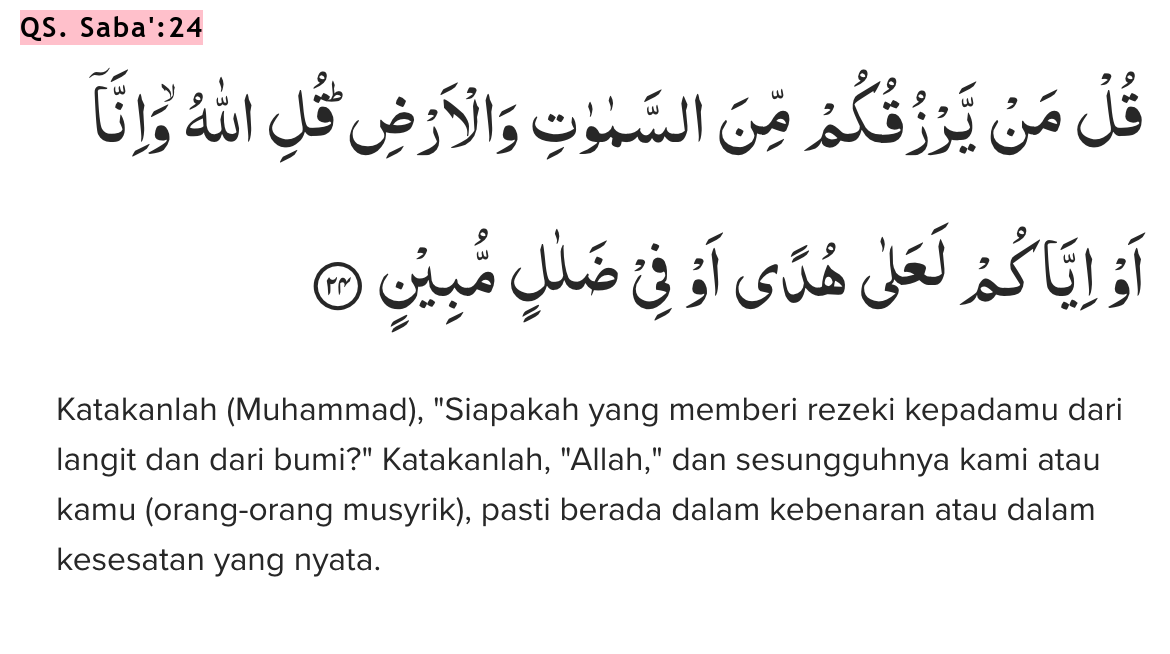 QS. Saba':24
قُلْ مَنْ يَّرْزُقُكُمْ مِّنَ السَّمٰوٰتِ وَالْاَرْضِۗ قُلِ اللّٰهُ ۙوَاِنَّآ
اَوْ اِيَّاكُمْ لَعَلٰى هُدًى اَوْ فِيْ ضَلٰلٍ مُّبِيْنٍ ٢٤
Katakanlah (Muhammad), "Siapakah yang memberi rezeki kepadamu dari
langit dan dari bumi?" Katakanlah, "Allah," dan sesungguhnya kami atau
kamu (orang-orang musyrik), pasti berada dalam kebenaran atau dalam
kesesatan yang nyata.